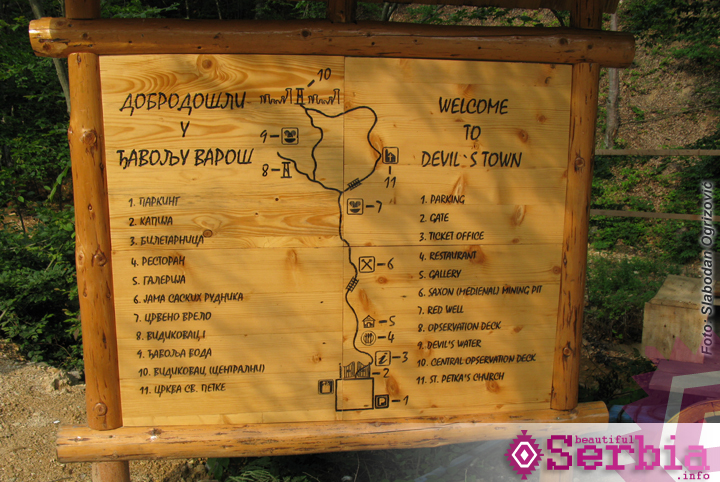 ДОБРОДОШЛИ
У
ЂАВОЉУ ВАРОШ
1. ПАРКИНГ
2. КАПИЈА
3. БИЛЕТАРНИЦА
4. РЕСТОРАН
5. ГАЛЕРИЈА
6. ЈАМА САСКИХ РУДНИКА
7. ЦРВЕНО ВРЕЛО
8. ВИДИКОВАЦ I
9. ЂАВОЉА ВОДА
10. ВИДИКОВАЦ (ЦЕНТРАЛНИ)
11. ЦРКВА СВ. ПЕТКЕ
10
9
8
11
7
6
5
4
3
2
1
WELCOME
TO
DEVIL`S TOWN
1. PARKING
2. GATE
3. TICKET OFFICE
4. RESTAURANT
5. GALLERY
6. SAXON (MEDIENAL) MINING PIT
7. RED WELL
8. OPSERVATION DECK
9. DEVIL'S WATER
10. CENTRAL OPSERVATION DECK
11. ST. PETKA'S CHURCH
Foto: Slabodan Ogrizovic
beautiful
Serbia
.info